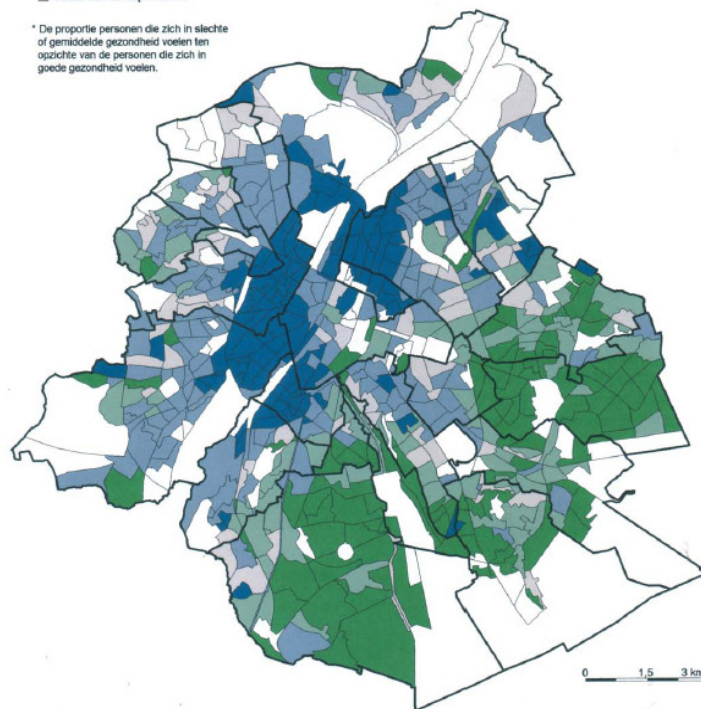 * De proportie personen die zich in slechte
of gemiddelde gezondheid voelen ten
opzichte van de personen die zich in
goede gezondheid voelen.
0 1,5 3 km